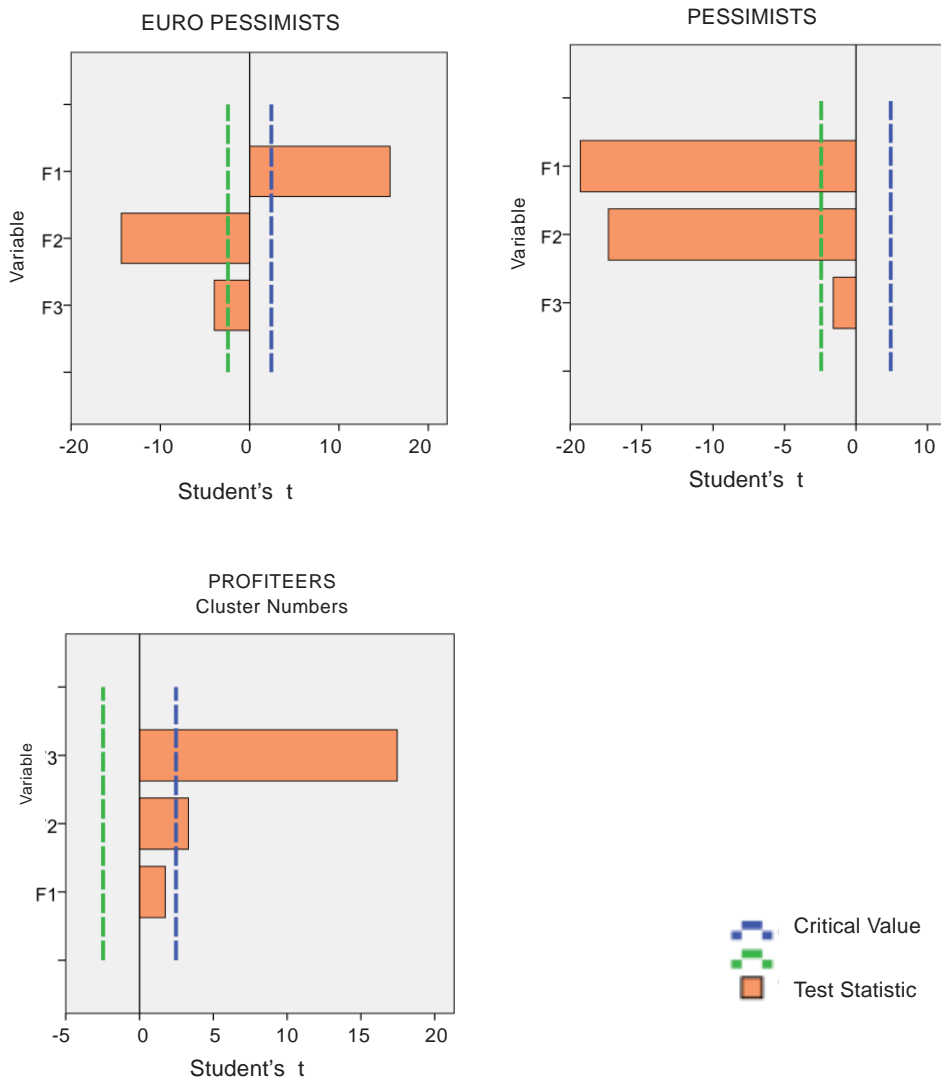 EURO PESSIMISTS
Variable
F1
F2
F3
-20 -10 0 10 20
Student's t
PESSIMISTS
Variable
F1
F2
F3
-20 -15 -10 -5 0 10
Student's t
PROFITEERS
Cluster Numbers
Variable
'3
'2
F1
-5 0 5 10 15 20
Student's t
Critical Value
Test Statistic